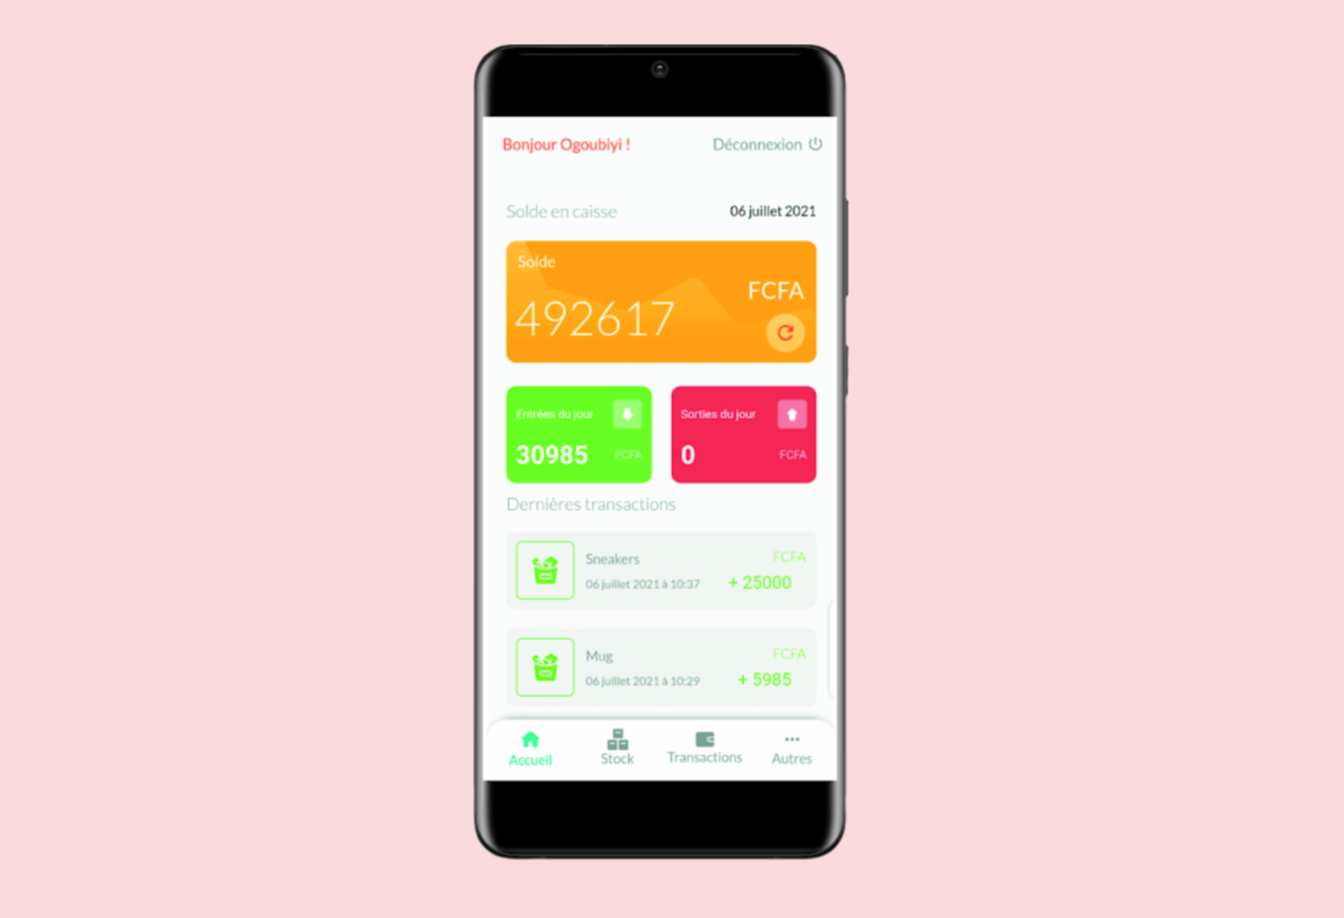 Bonjour Ogoubiyi ! Déconnexion
Solde en caisse 06 juillet 2021
Solde
FCFA
492617
Entrées du jour Sorties du jour
30985 FCFA 0 FCFA
Dernières transactions
Sneakers FCFA
06 juillet 2021 à 10:37 + 25000
Mug FCFA
06 juillet 2021 à 10:29 + 5985
Accueil Stock Transactions Autres